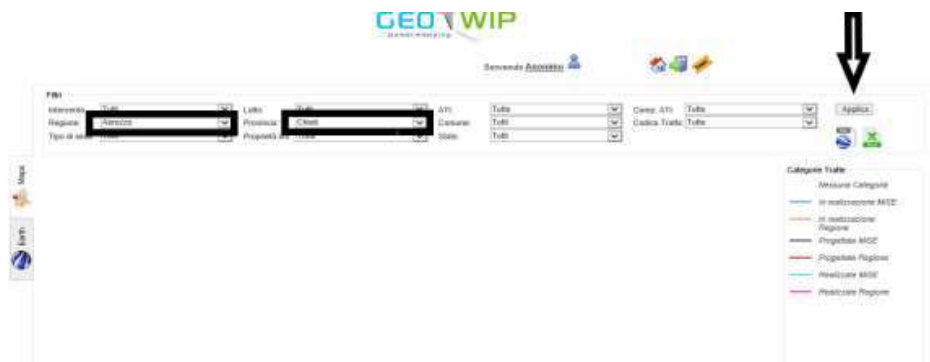 GEO WIP
Benvenuto Anonimo
Filtri
Intervento Tutti Lotto Tutti ATI: Tutte Comp. ATI: Tutte Applica
Regione: Abruzzo Provincia: Chieti Comune: Tutti Codice Tratta: Tutte
Tipo di Proprietà Stato: Tutti
Maps
Earth
Categorie Tratte
Nessuna Categoria
In realizzazione MISE
In realizzazione
Regione
Progettate MISE
Progettate Regione
Realizzate MISE
Realizzate Regione